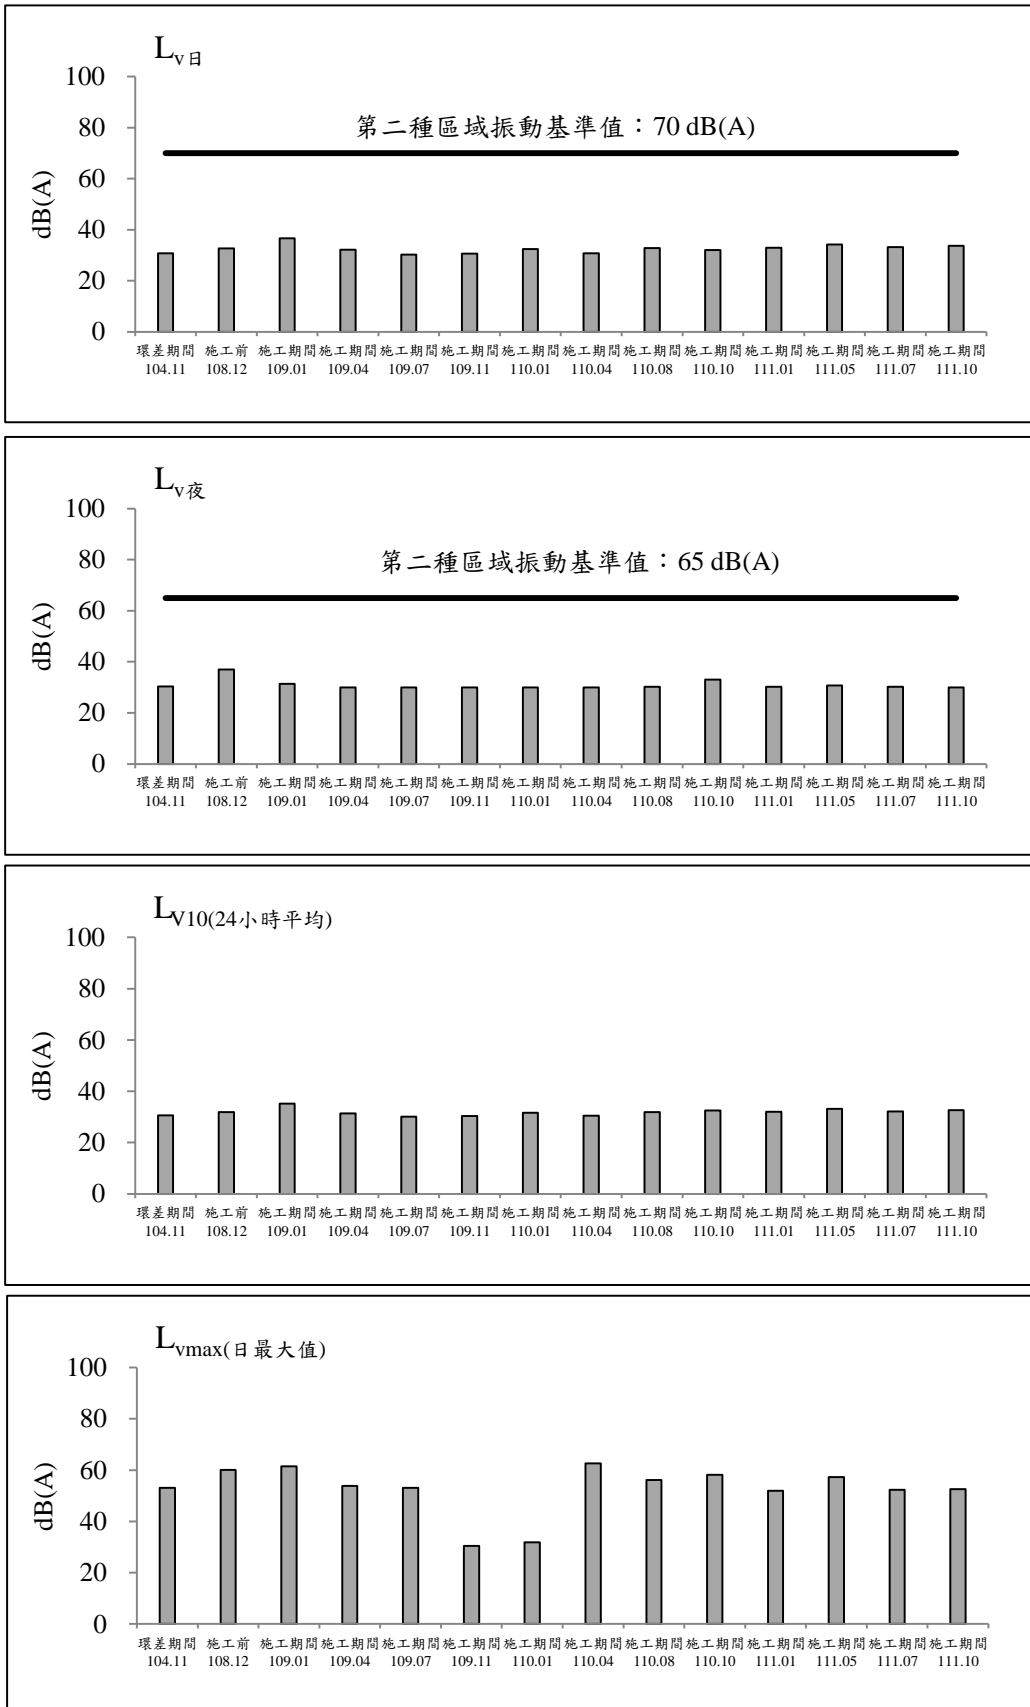 Lv日
100
80
60
40
20
0
dB(A)
第二種區域振動基準值：70 dB(A)
環差期間 施工前 施工期間 施工期間 施工期間 施工期間 施工期間 施工期間 施工期間 施工期間 施工期間 施工期間 施工期間 施工期間
104.11 108.12 109.01 109.04 109.07 109.11 110.01 110.04 110.08 110.10 111.01 111.05 111.07 111.10
Lv夜
100
80
60
40
20
0
dB(A)
第二種區域振動基準值：65 dB(A)
環差期間 施工前 施工期間 施工期間 施工期間 施工期間 施工期間 施工期間 施工期間 施工期間 施工期間 施工期間 施工期間 施工期間
104.11 108.12 109.01 109.04 109.07 109.11 110.01 110.04 110.08 110.10 111.01 111.05 111.07 111.10
LV10(24小時平均)
100
80
60
40
20
0
dB(A)
環差期間 施工前 施工期間 施工期間 施工期間 施工期間 施工期間 施工期間 施工期間 施工期間 施工期間 施工期間 施工期間 施工期間
104.11 108.12 109.01 109.04 109.07 109.11 110.01 110.04 110.08 110.10 111.01 111.05 111.07 111.10
Lvmax(日最大值)
100
80
60
40
20
0
dB(A)
環差期間 施工前 施工期間 施工期間 施工期間 施工期間 施工期間 施工期間 施工期間 施工期間 施工期間 施工期間 施工期間 施工期間
104.11 108.12 109.01 109.04 109.07 109.11 110.01 110.04 110.08 110.10 111.01 111.05 111.07 111.10